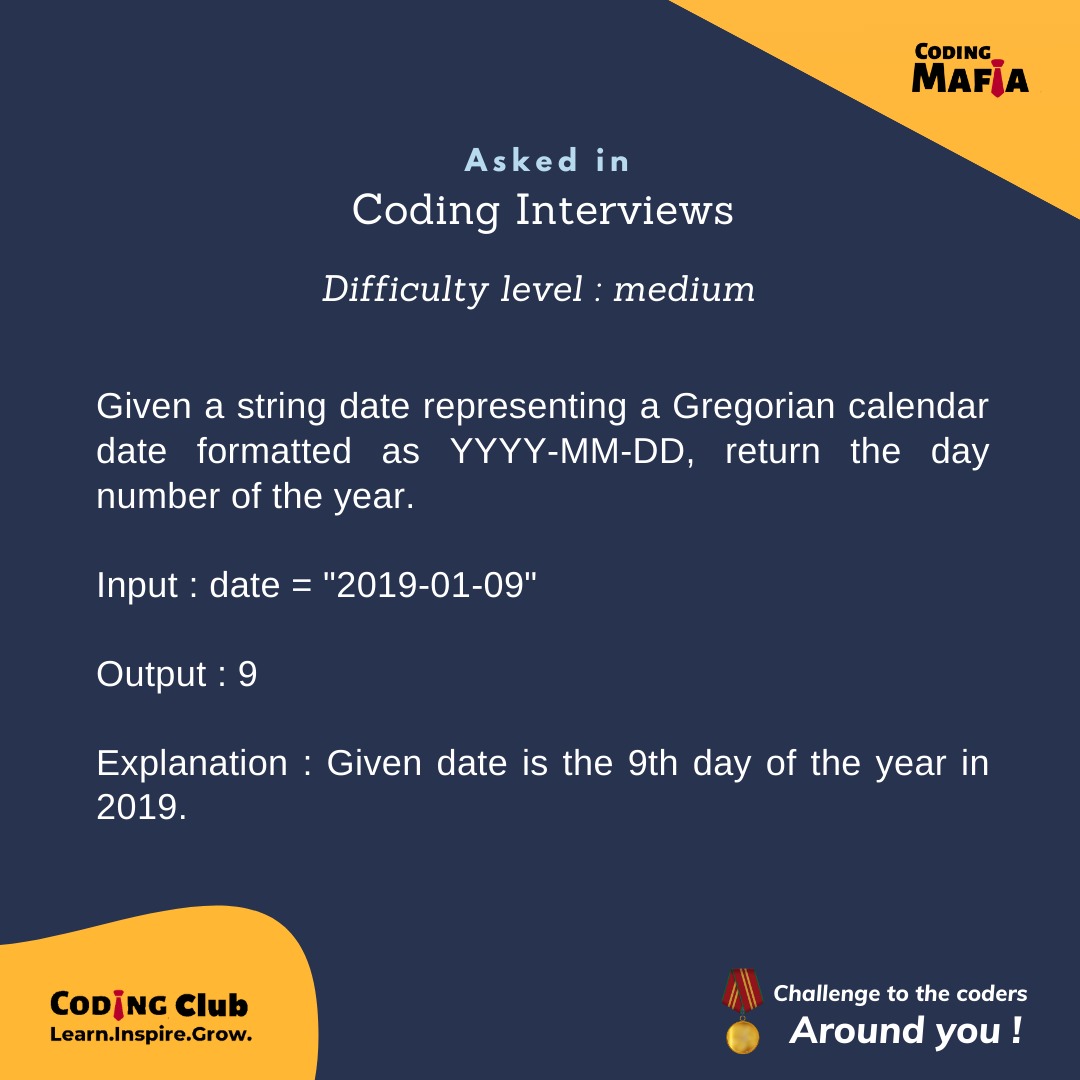 CODING
MAFIA
Asked in
Coding Interviews
Difficulty level : medium
Given a string date representing a Gregorian calendar
date formatted as YYYY-MM-DD, return the day
number of the year.
Input : date = "2019-01-09"
Output : 9
Explanation : Given date is the 9th day of the year in
2019.
CODING Club
Learn.Inspire.Grow.
Challenge to the coders
Around you !